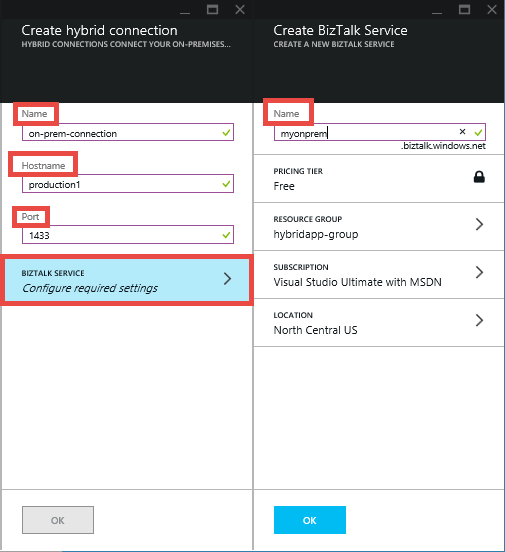 Create hybrid connection
HYBRID CONNECTIONS CONNECT YOUR ON-PREMISES...
Name
on-prem-connection
Hostname
production1
Port
1433
BIZTALK SERVICE
Configure required settings
OK
Create BizTalk Service
CREATE A NEW BIZTALK SERVICE
Name
myonprem
.biztalk.windows.net
PRICING TIER
Free
RESOURCE GROUP
hybridapp-group
SUBSCRIPTION
Visual Studio Ultimate with MSDN
LOCATION
North Central US
OK